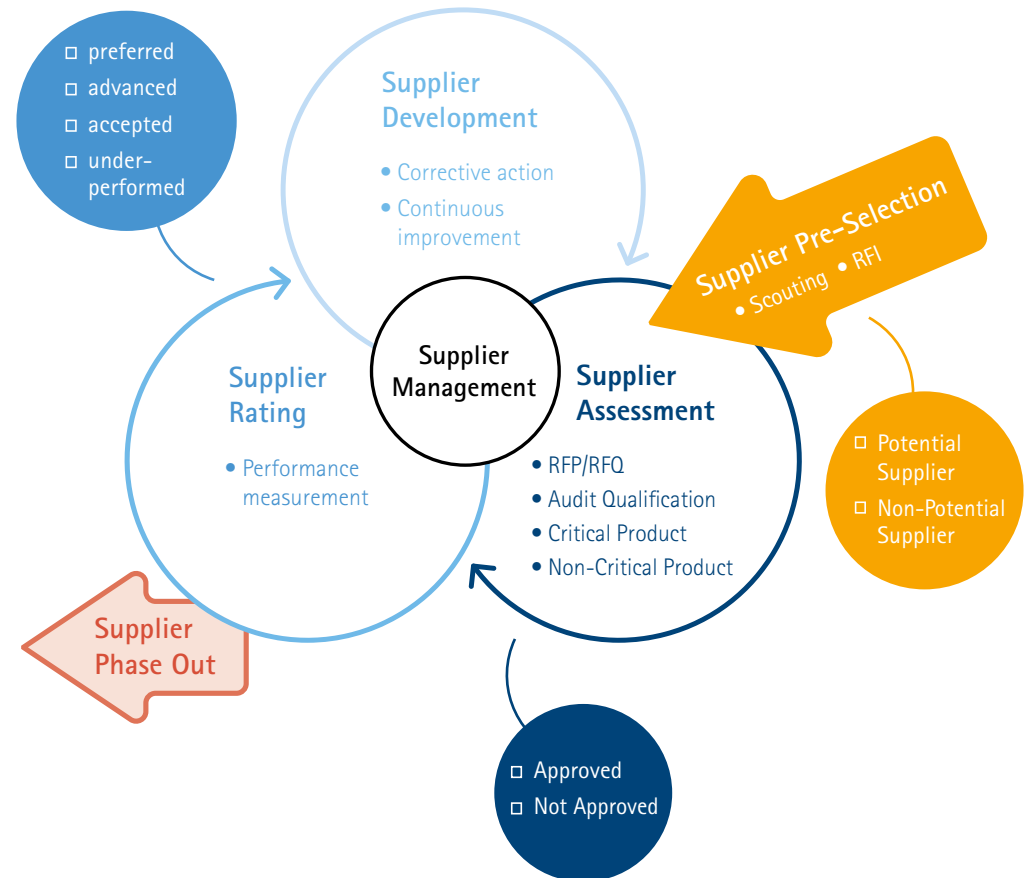 □ preferred
□ advanced
□ accepted
□ under-
performed
Supplier
Development
• Corrective action
• Continuous
improvement
Supplier Pre-Selection
• Scouting • RFI
Supplier
Management
Supplier
Rating
• Performance
measurement
Supplier
Assessment
• RFP/RFQ
• Audit Qualification
• Critical Product
• Non-Critical Product
□ Potential
Supplier
□ Non-Potential
Supplier
Supplier
Phase Out
□ Approved
□ Not Approved